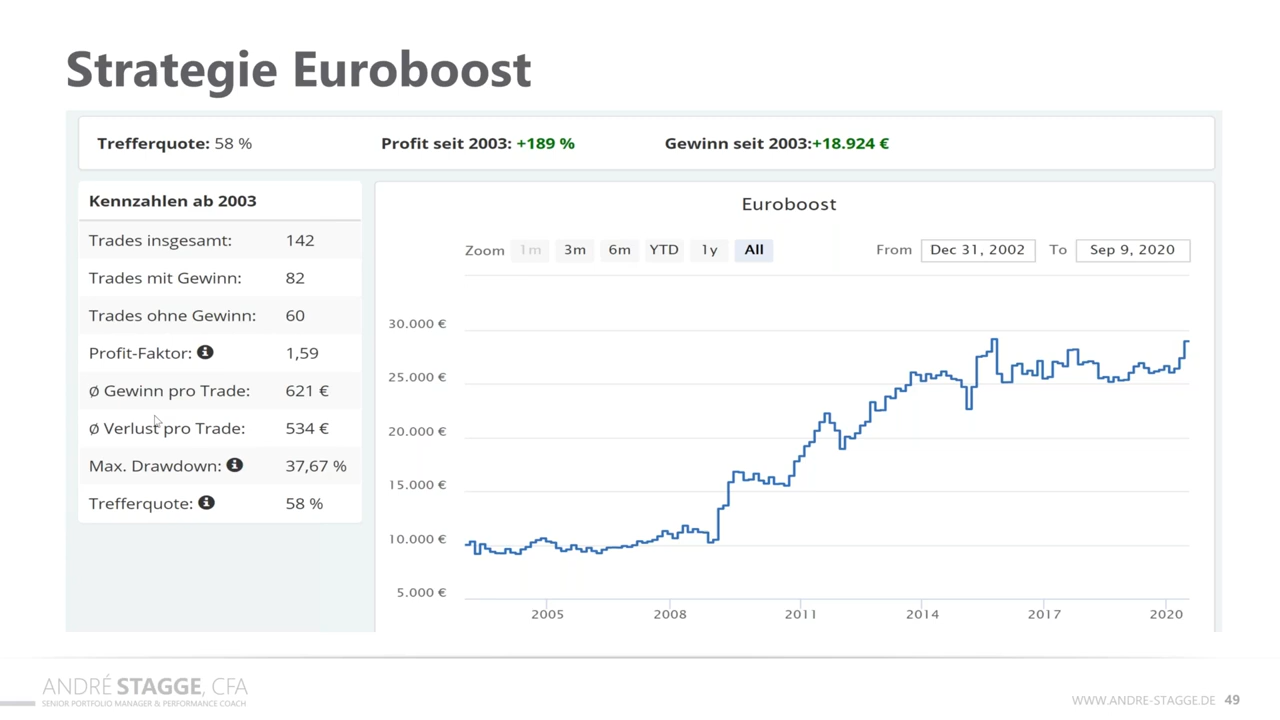 Strategie Euroboost
Trefferquote: 58 %
Profit seit 2003: +189 %
Gewinn seit 2003:+18.924 €
Kennzahlen ab 2003
Trades insgesamt: 142
Trades mit Gewinn: 82
Trades ohne Gewinn: 60
Profit-Faktor: 1,59
Ø Gewinn pro Trade: 621 €
Ø Verlust pro Trade: 534 €
Max. Drawdown: 37,67 %
Trefferquote: 58 %
Euroboost
Zoom 1m 3m 6m YTD 1y All From Dec 31, 2002 To Sep 9, 2020
30.000 €
25.000 €
20.000 €
15.000 €
10.000 €
5.000 €
2005 2008 2011 2014 2017 2020
ANDRÉ STAGGE, CFA
SENIOR PORTFOLIO MANAGER & PERFORMANCE COACH
WWW.ANDRE-STAGGE.DE 49